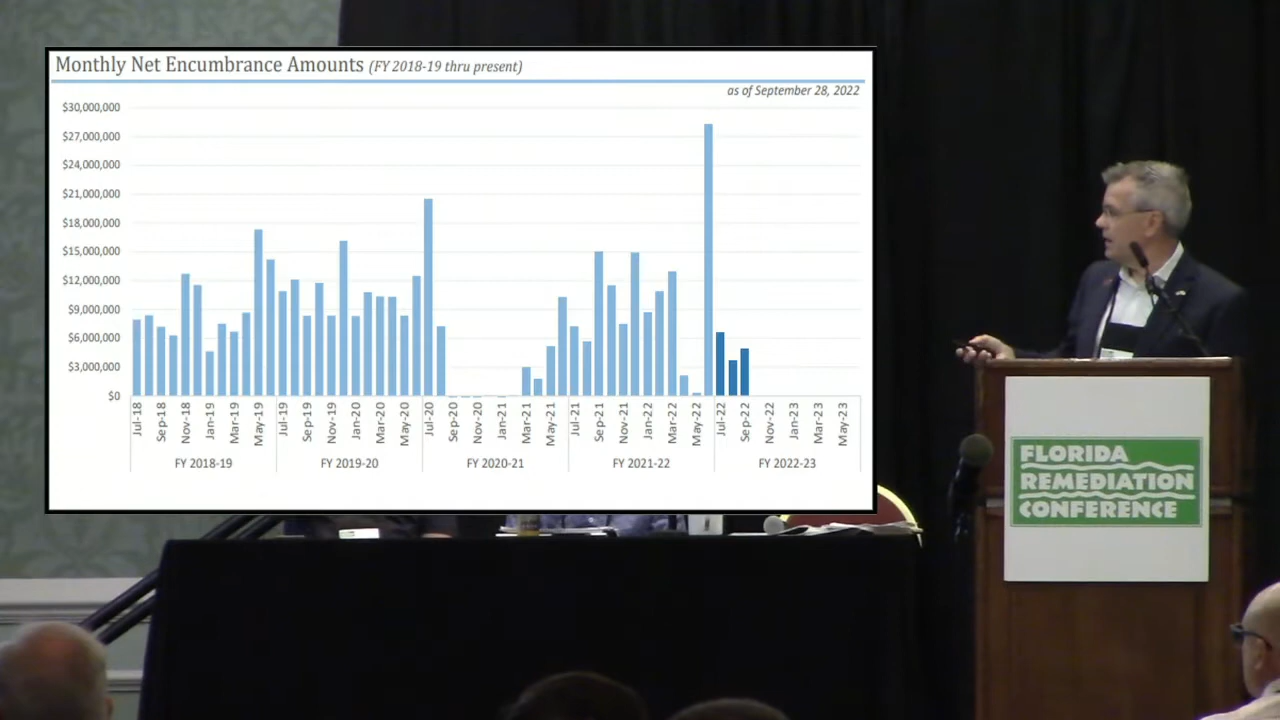 Monthly Net Encumbrance Amounts (FY 2018-19 thru present)
as of September 28, 2022
$30,000,000
$27,000,000
$24,000,000
$21,000,000
$18,000,000
$15,000,000
$12,000,000
$9,000,000
$6,000,000
$3,000,000
$0
Jul-18
Sep-18
Nov-18
Jan-19
Mar-19
May-19
Jul-19
Sep-19
Nov-19
Jan-20
Mar-20
May-20
Jul-20
Sep-20
Nov-20
Jan-21
Mar-21
May-21
Jul-21
Sep-21
Nov-21
Jan-22
Mar-22
May-22
Jul-22
Sep-22
Nov-22
Jan-23
Mar-23
May-23
FY 2018-19
FY 2019-20
FY 2020-21
FY 2021-22
FY 2022-23
FLORIDA
REMEDIATION
CONFERENCE